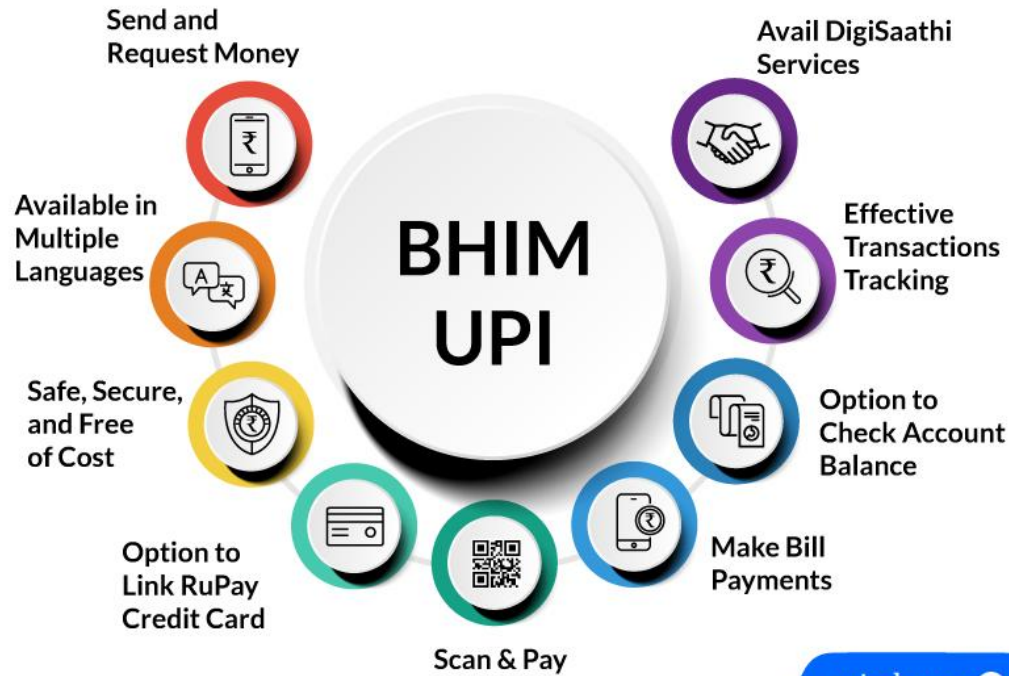 Send and
Request Money
Available in
Multiple
Languages
Safe, Secure,
and Free
of Cost
Option to
Link RuPay
Credit Card
Scan & Pay
Make Bill
Payments
Option to
Check Account
Balance
Effective
Transactions
Tracking
Avail DigiSaathi
Services
BHIM
UPI
₹
A
文
₹
₹
₹